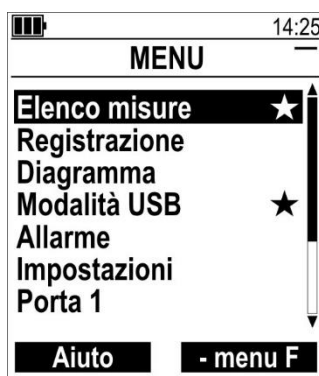 14:25
MENU
Elenco misure
Registrazione
Diagramma
Modalità USB
Allarme
Impostazioni
Porta 1
Aiuto - menu F